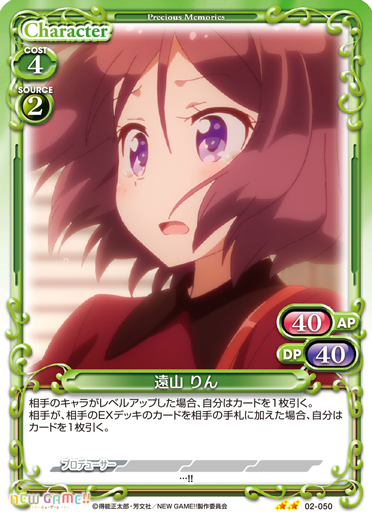 Precious Memories
Character
COST
4
SOURCE
2
40 AP
DP 40
遠山 りん
相手のキャラがレベルアップした場合、自分はカードを1枚引く。
相手が、相手のEXデッキのカードを相手の手札に加えた場合、自分は
カードを1枚引く。
プロデューサー
…!!
NEW GAME!!
©得能正太郎・芳文社／NEW GAME!!製作委員会
02-050